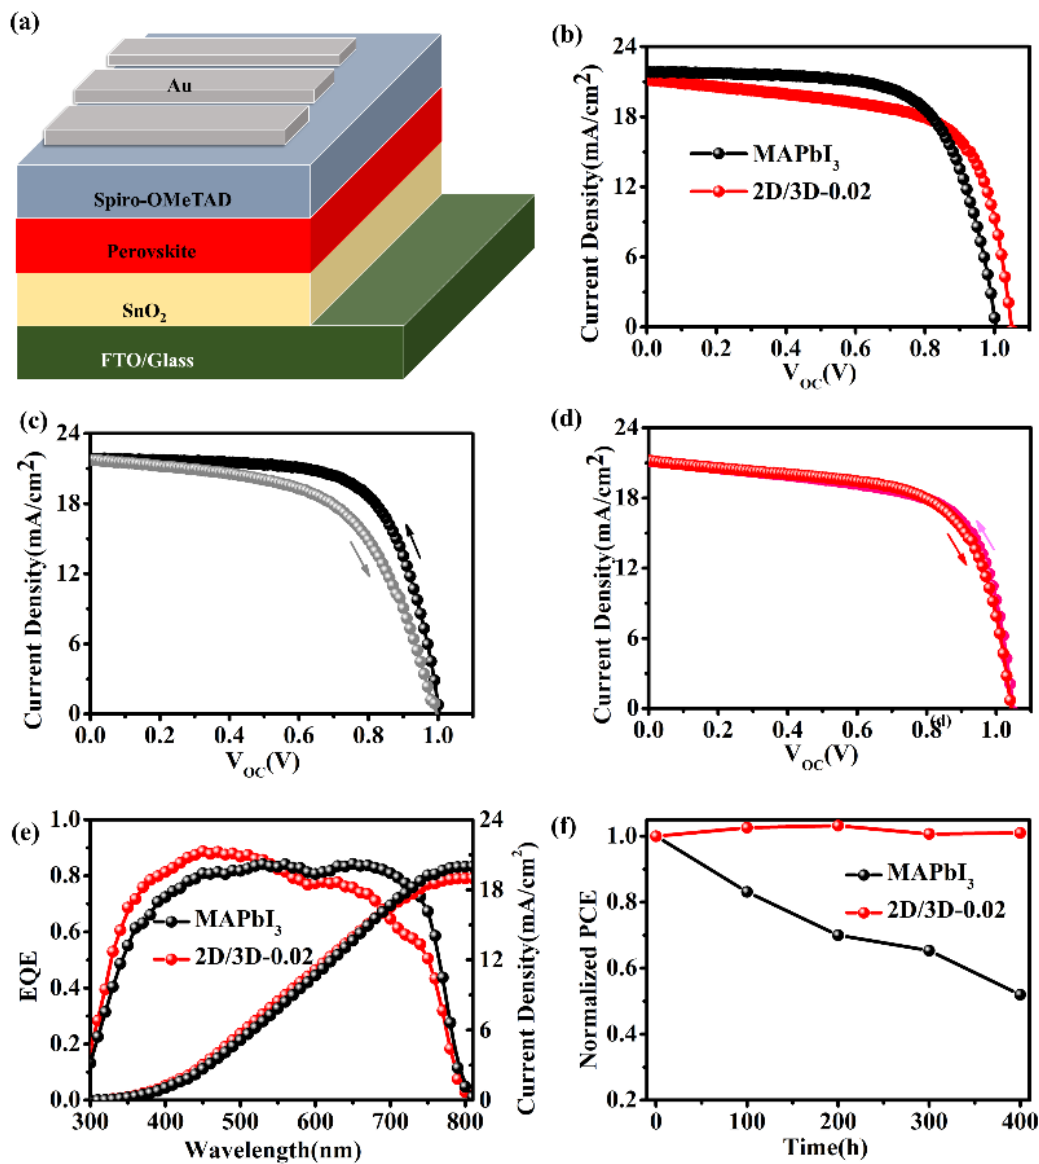 (a)
Au
Spiro-OMeTAD
Perovskite
SnO2
FTO/Glass
(b)
24
18
12
6
0
Current Density(mA/cm2)
MAPbI3
2D/3D-0.02
0.0 0.2 0.4 0.6 0.8 1.0
VOC(V)
(c)
24
18
12
6
0
Current Density(mA/cm2)
0.0 0.2 0.4 0.6 0.8 1.0
VOC(V)
(d)
24
18
12
6
0
Current Density(mA/cm2)
(d)
0.0 0.2 0.4 0.6 0.8 1.0
VOC(V)
(e)
1.0
0.8
0.6
0.4
0.2
0.0
EQE
MAPbI3
2D/3D-0.02
24
18
12
6
0
Current Density(mA/cm2)
300 400 500 600 700 800
Wavelength(nm)
(f)
1.0
0.8
0.6
0.4
0.2
Normalized PCE
MAPbI3
2D/3D-0.02
0 100 200 300 400
Time(h)